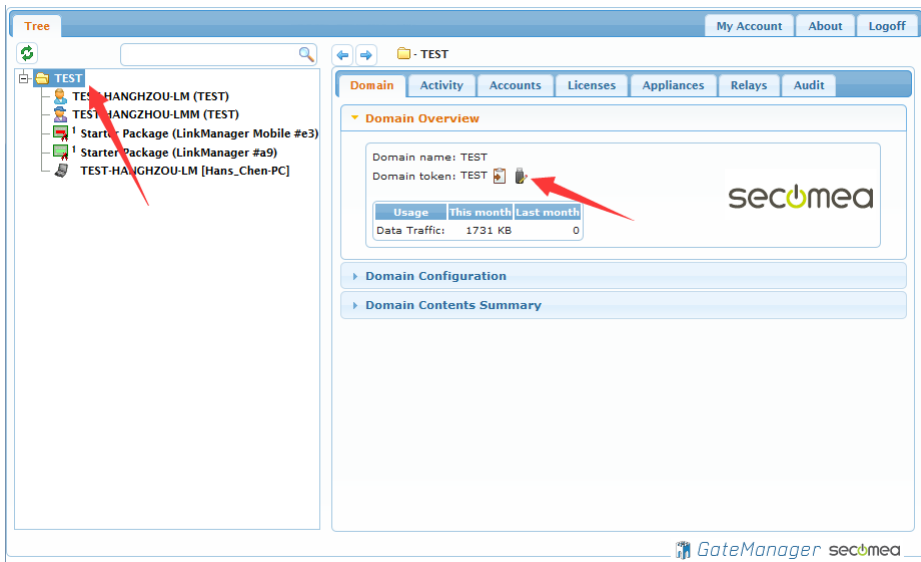 Tree
My Account
About
Logoff
- TEST
TEST
TEST-HANGHZOU-LM (TEST)
TEST-HANGZHOU-LMM (TEST)
1 Starter Package (LinkManager Mobile #e3)
1 Starter Package (LinkManager #a9)
TEST-HANGHZOU-LM [Hans_Chen-PC]
Domain
Activity
Accounts
Licenses
Appliances
Relays
Audit
Domain Overview
Domain name: TEST
Domain token: TEST
secomea
Usage This month Last month
Data Traffic: 1731 KB 0
Domain Configuration
Domain Contents Summary
GateManager secomea